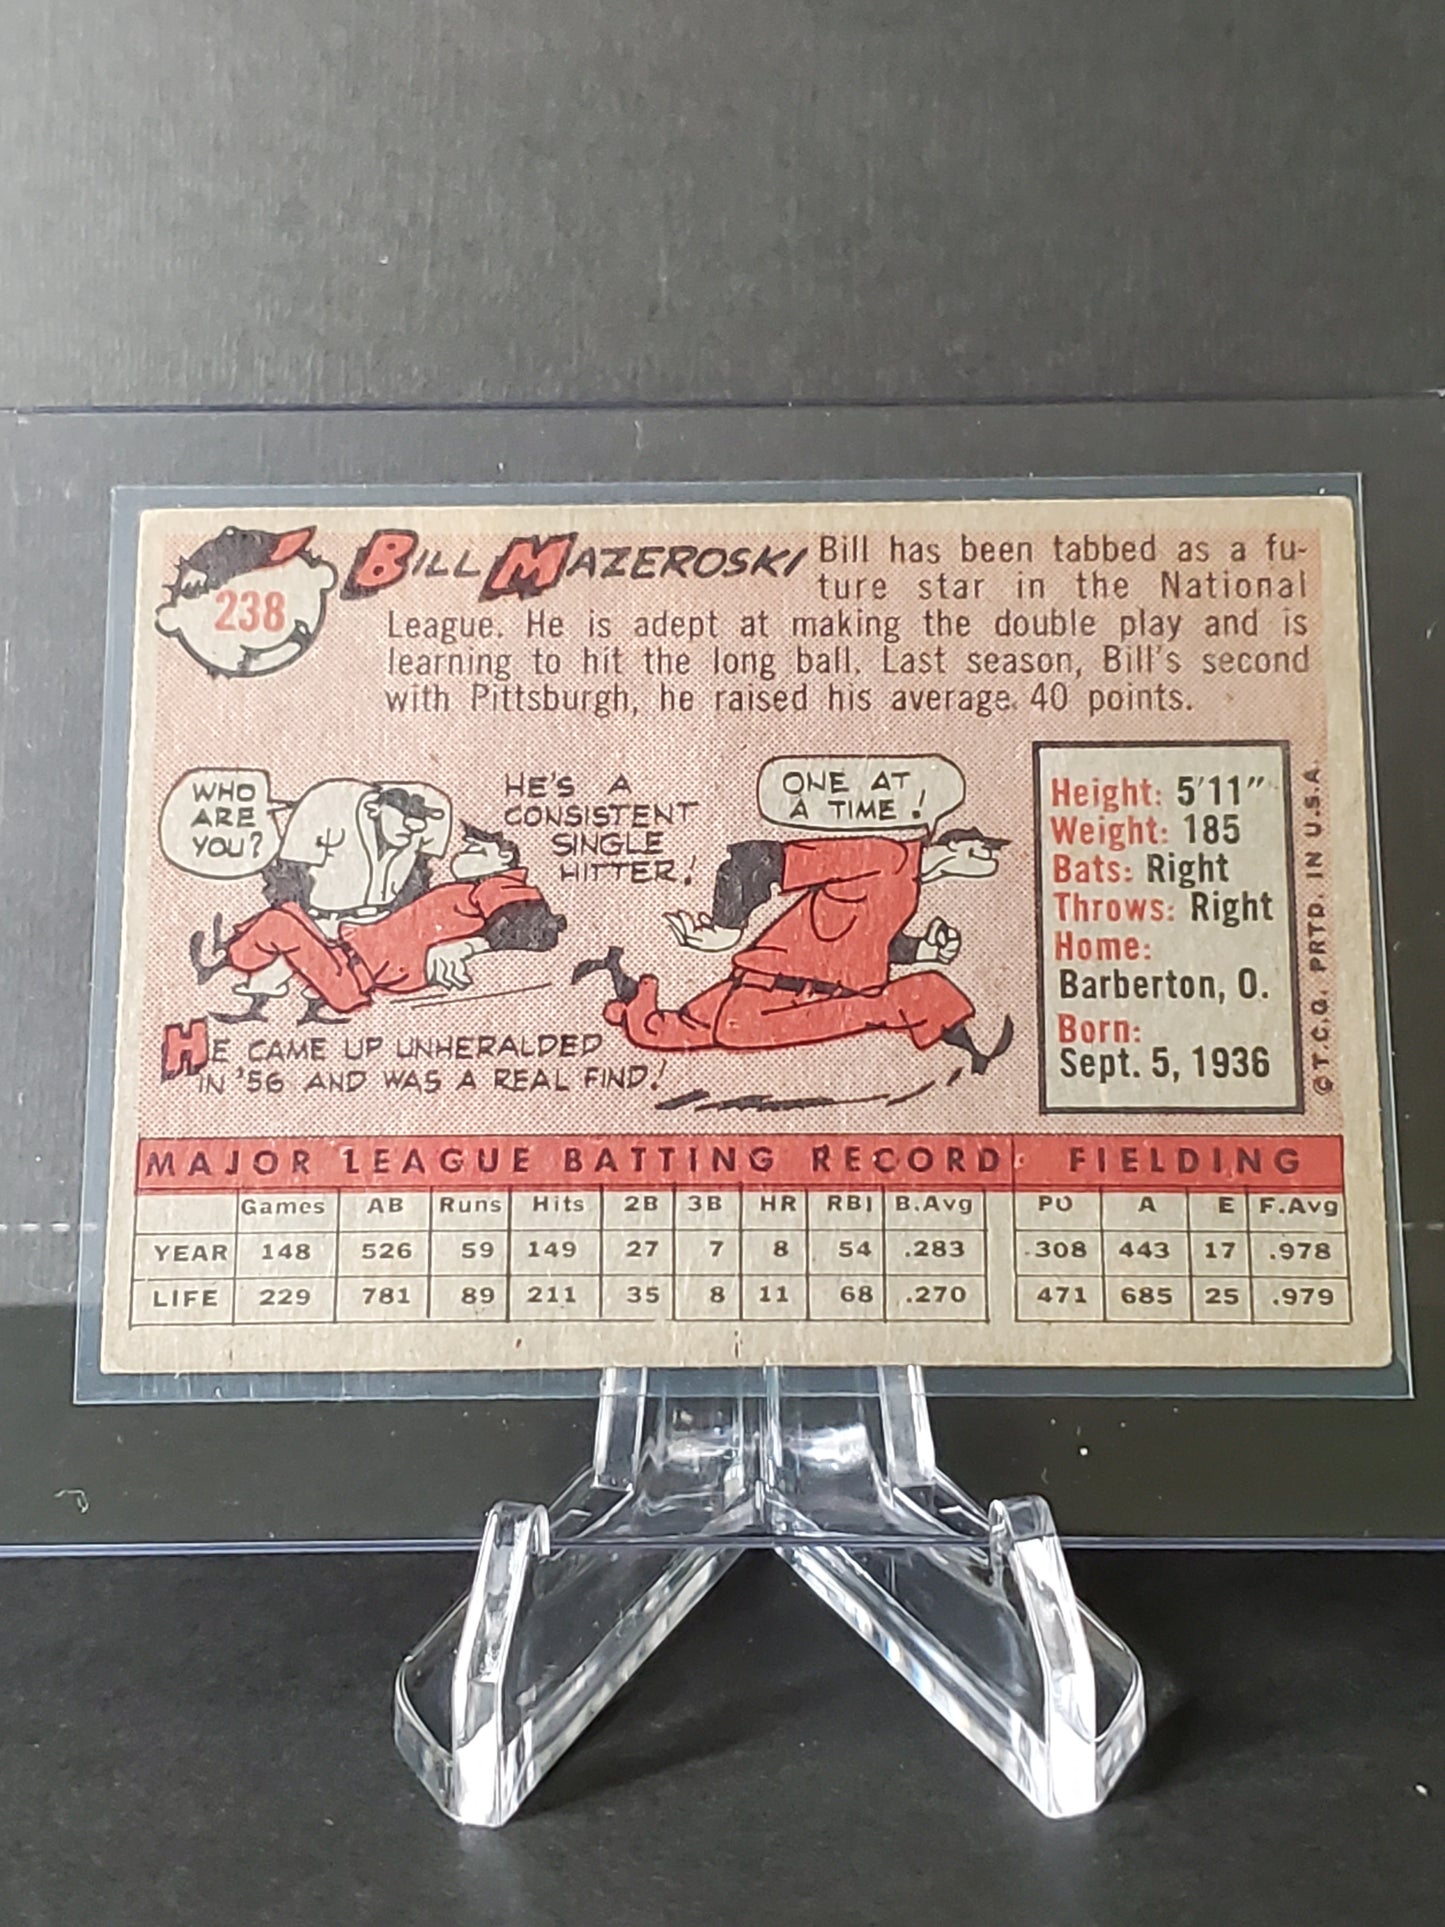 238
BILL MAZEROSKI
Bill has been tabbed as a fu-
ture star in the National
League. He is adept at making the double play and is
learning to hit the long ball. Last season, Bill's second
with Pittsburgh, he raised his average 40 points.
WHO
ARE
YOU?
HE'S A
CONSISTENT
SINGLE
HITTER!
ONE AT
A TIME!
HE CAME UP UNHERALDED
IN '56 AND WAS A REAL FIND!
Height: 5'11"
Weight: 185
Bats: Right
Throws: Right
Home:
Barberton, O.
Born:
Sept. 5, 1936
©T.C.G. PRTD. IN U.S.A.
MAJOR LEAGUE BATTING RECORD FIELDING
Games AB Runs Hits 2B 3B HR RBI B.Avg PO A E F.Avg
YEAR 148 526 59 149 27 7 8 54 .283 308 443 17 .978
LIFE 229 781 89 211 35 8 11 68 .270 471 685 25 .979